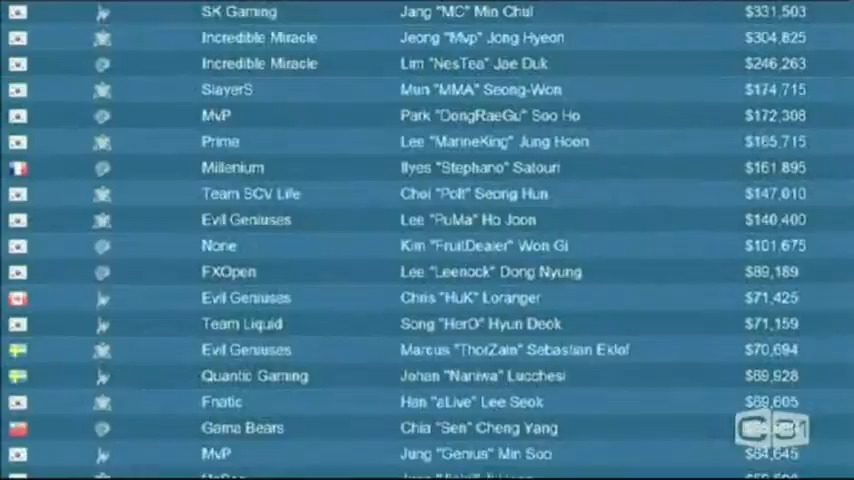 SK Gaming Jang "MC" Min Chul $331,503
Incredible Miracle Jeong "Mvp" Jong Hyeon $304,825
Incredible Miracle Lim "NesTea" Jae Duk $246,263
SlayerS Mun "MMA" Seong-Won $174,715
MvP Park "DongRaeGu" Soo Ho $172,308
Prime Lee "MarineKing" Jung Hoon $165,715
Millenium Ilyes "Stephano" Satouri $161,895
Team SCV Life Choi "Polt" Seong Hun $147,010
Evil Geniuses Lee "PuMa" Ho Joon $140,400
None Kim "FruitDealer" Won Gi $101,675
FXOpen Lee "Leenock" Dong Nyung $89,189
Evil Geniuses Chris "HuK" Loranger $71,425
Team Liquid Song "HerO" Hyun Deok $71,159
Evil Geniuses Marcus "ThorZain" Sebastian Eklof $70,694
Quantic Gaming Johan "Naniwa" Lucchesi $69,928
Fnatic Han "aLive" Lee Seok $69,605
Gama Bears Chia "Sen" Cheng Yang
C31
MvP Jung "Genius" Min Soo $64,645